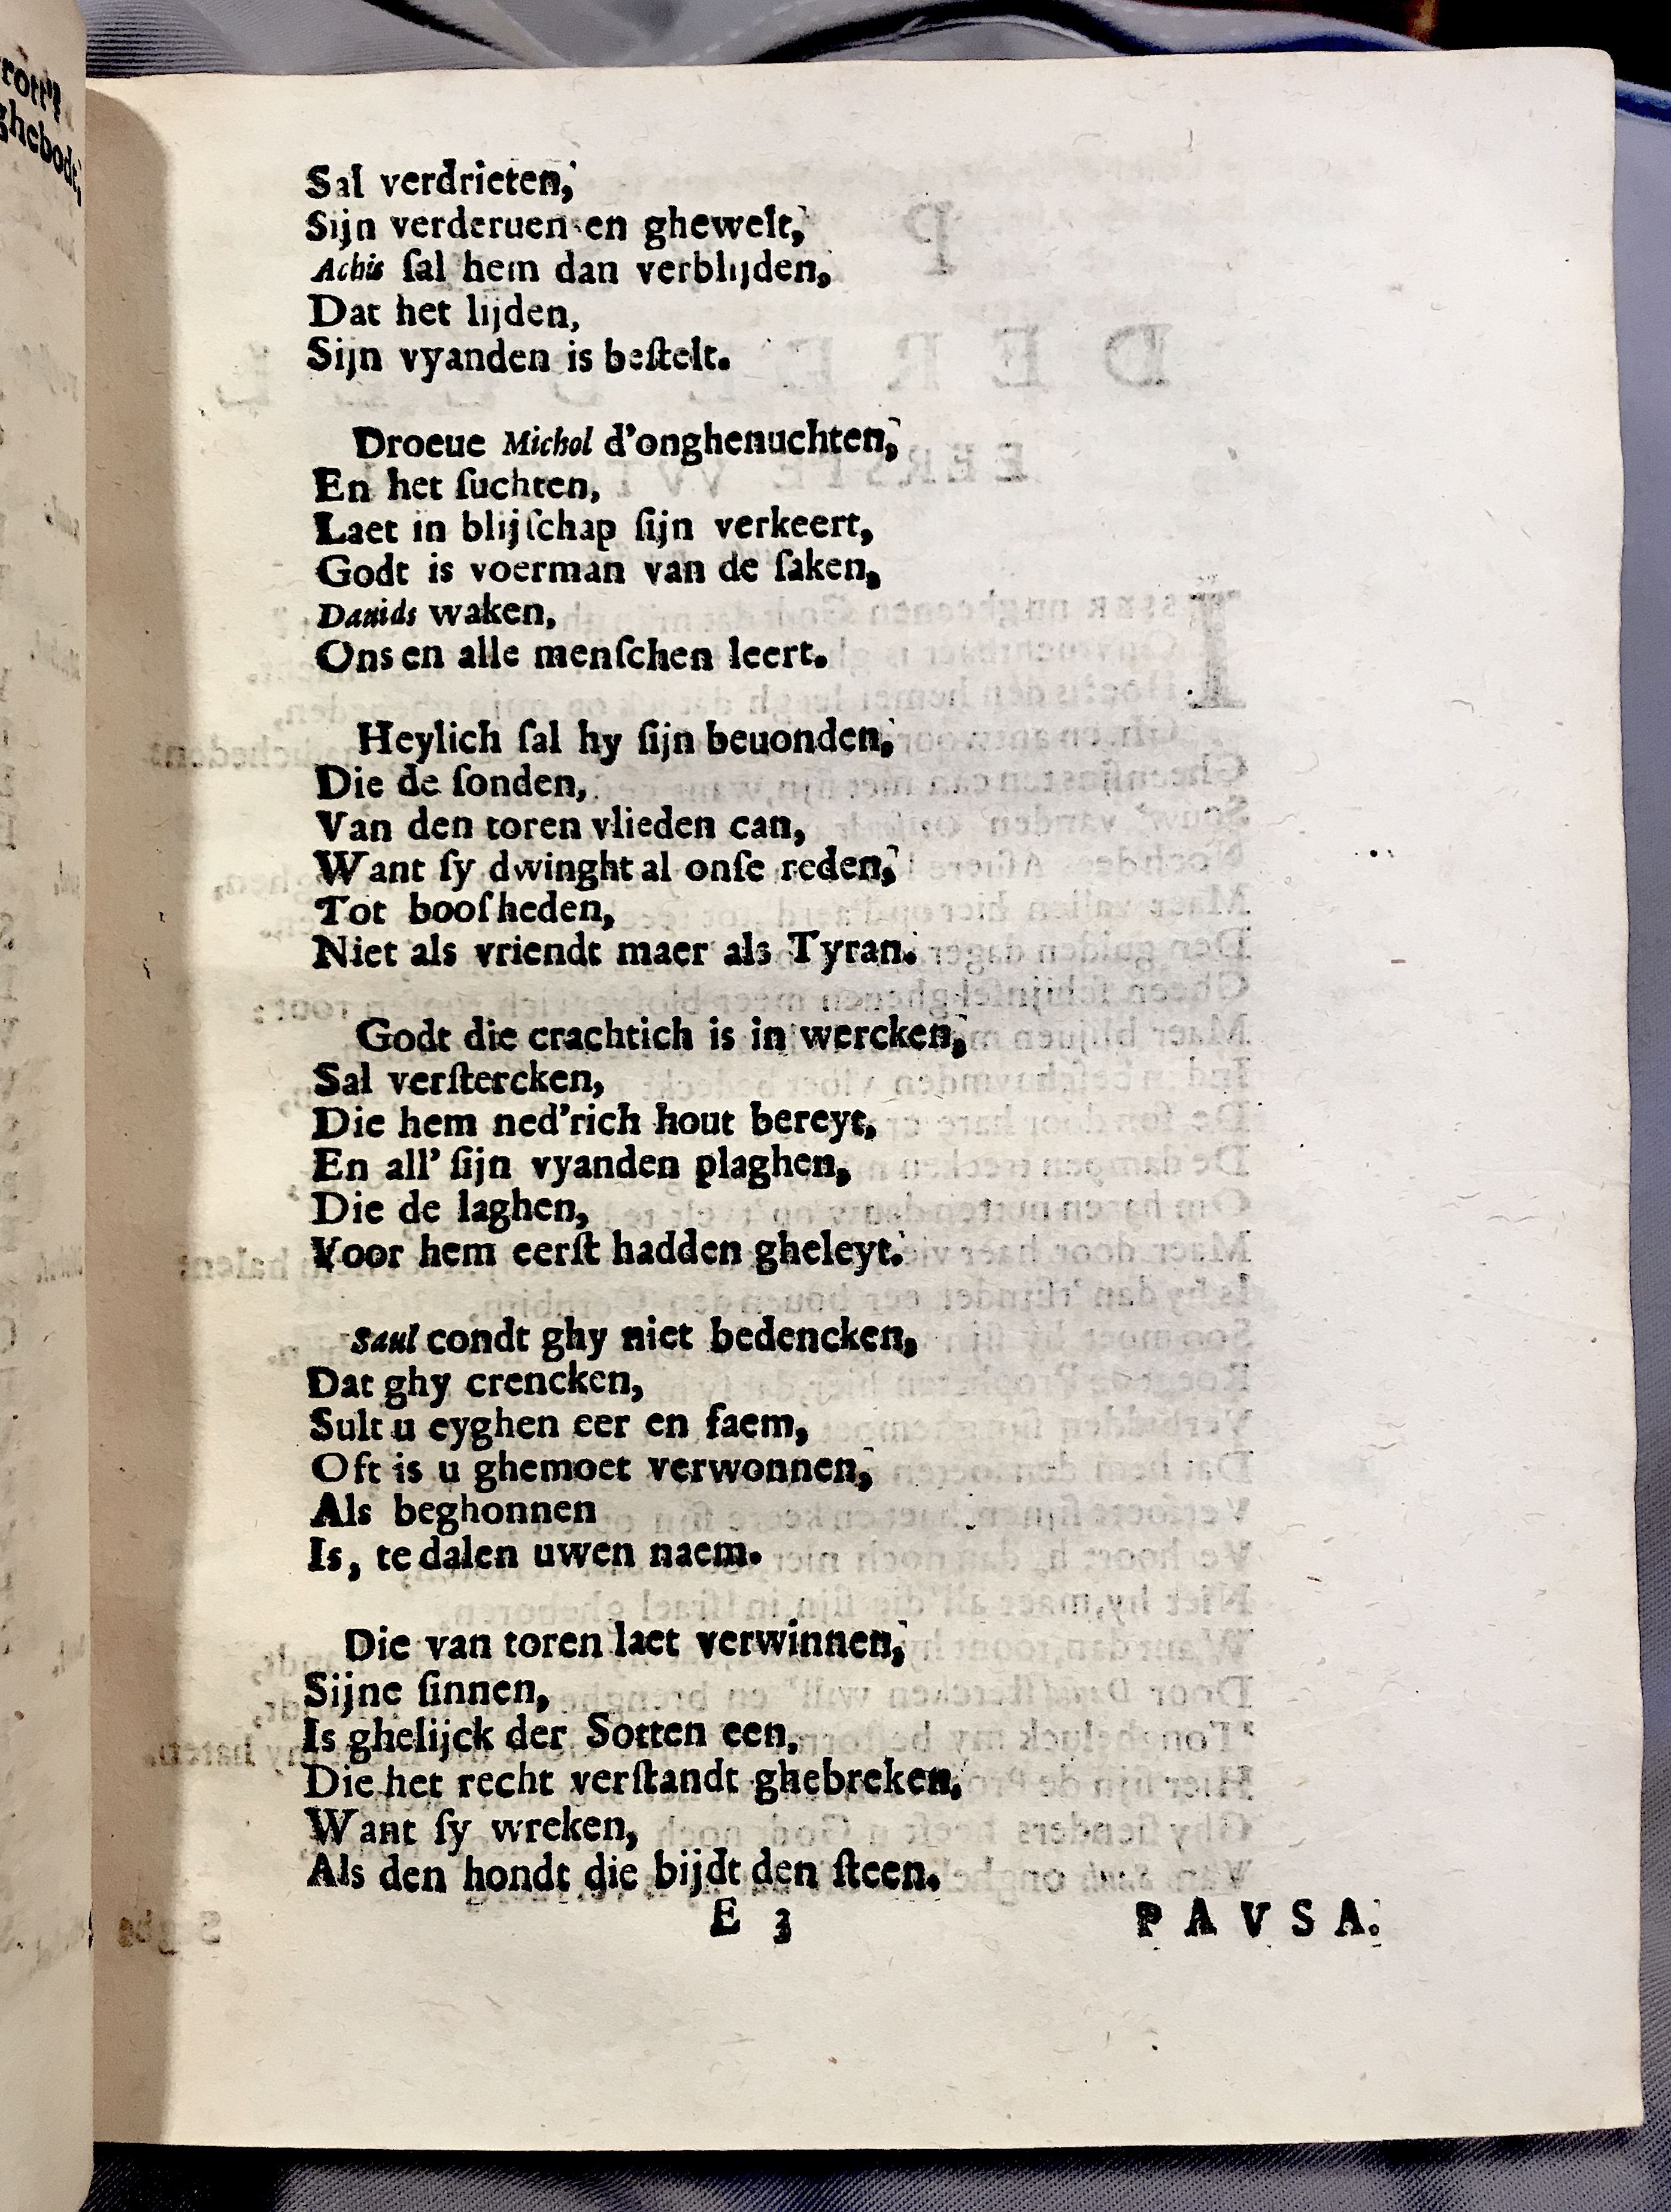 rott,
ghebodt,
Sal verdrieten,
Sijn verderuen en ghewelt,
Achis ſal hem dan verblijden,
Dat het lijden,
Sijn vyanden is beſtelt.
Droeue Michol d'onghenuchten,
En het ſuchten,
Laet in blijſchap ſijn verkeert,
Godt is voerman van de ſaken,
Dauids waken,
Ons en alle menſchen leert.
Heylich ſal hy ſijn beuonden,
Die de ſonden,
Van den toren vlieden can,
Want ſy dwinght al onſe reden,
Tot booſheden,
Niet als vriendt maer als Tyran.
Godt die crachtich is in wercken,
Sal verſtercken,
Die hem ned'rich hout bereyt,
En all' ſijn vyanden plaghen,
Die de laghen,
Voor hem eerſt hadden gheleyt.
Saul condt ghy niet bedencken,
Dat ghy crencken,
Sult u eyghen eer en faem,
Oft is u ghemoet verwonnen,
Als beghonnen
Is, te dalen uwen naem.
Die van toren laet verwinnen,
Sijne ſinnen,
Is ghelijck der Sotten een,
Die het recht verſtandt ghebreken,
Want ſy wreken,
Als den hondt die bijdt den ſteen.
E 3 PAVSA.